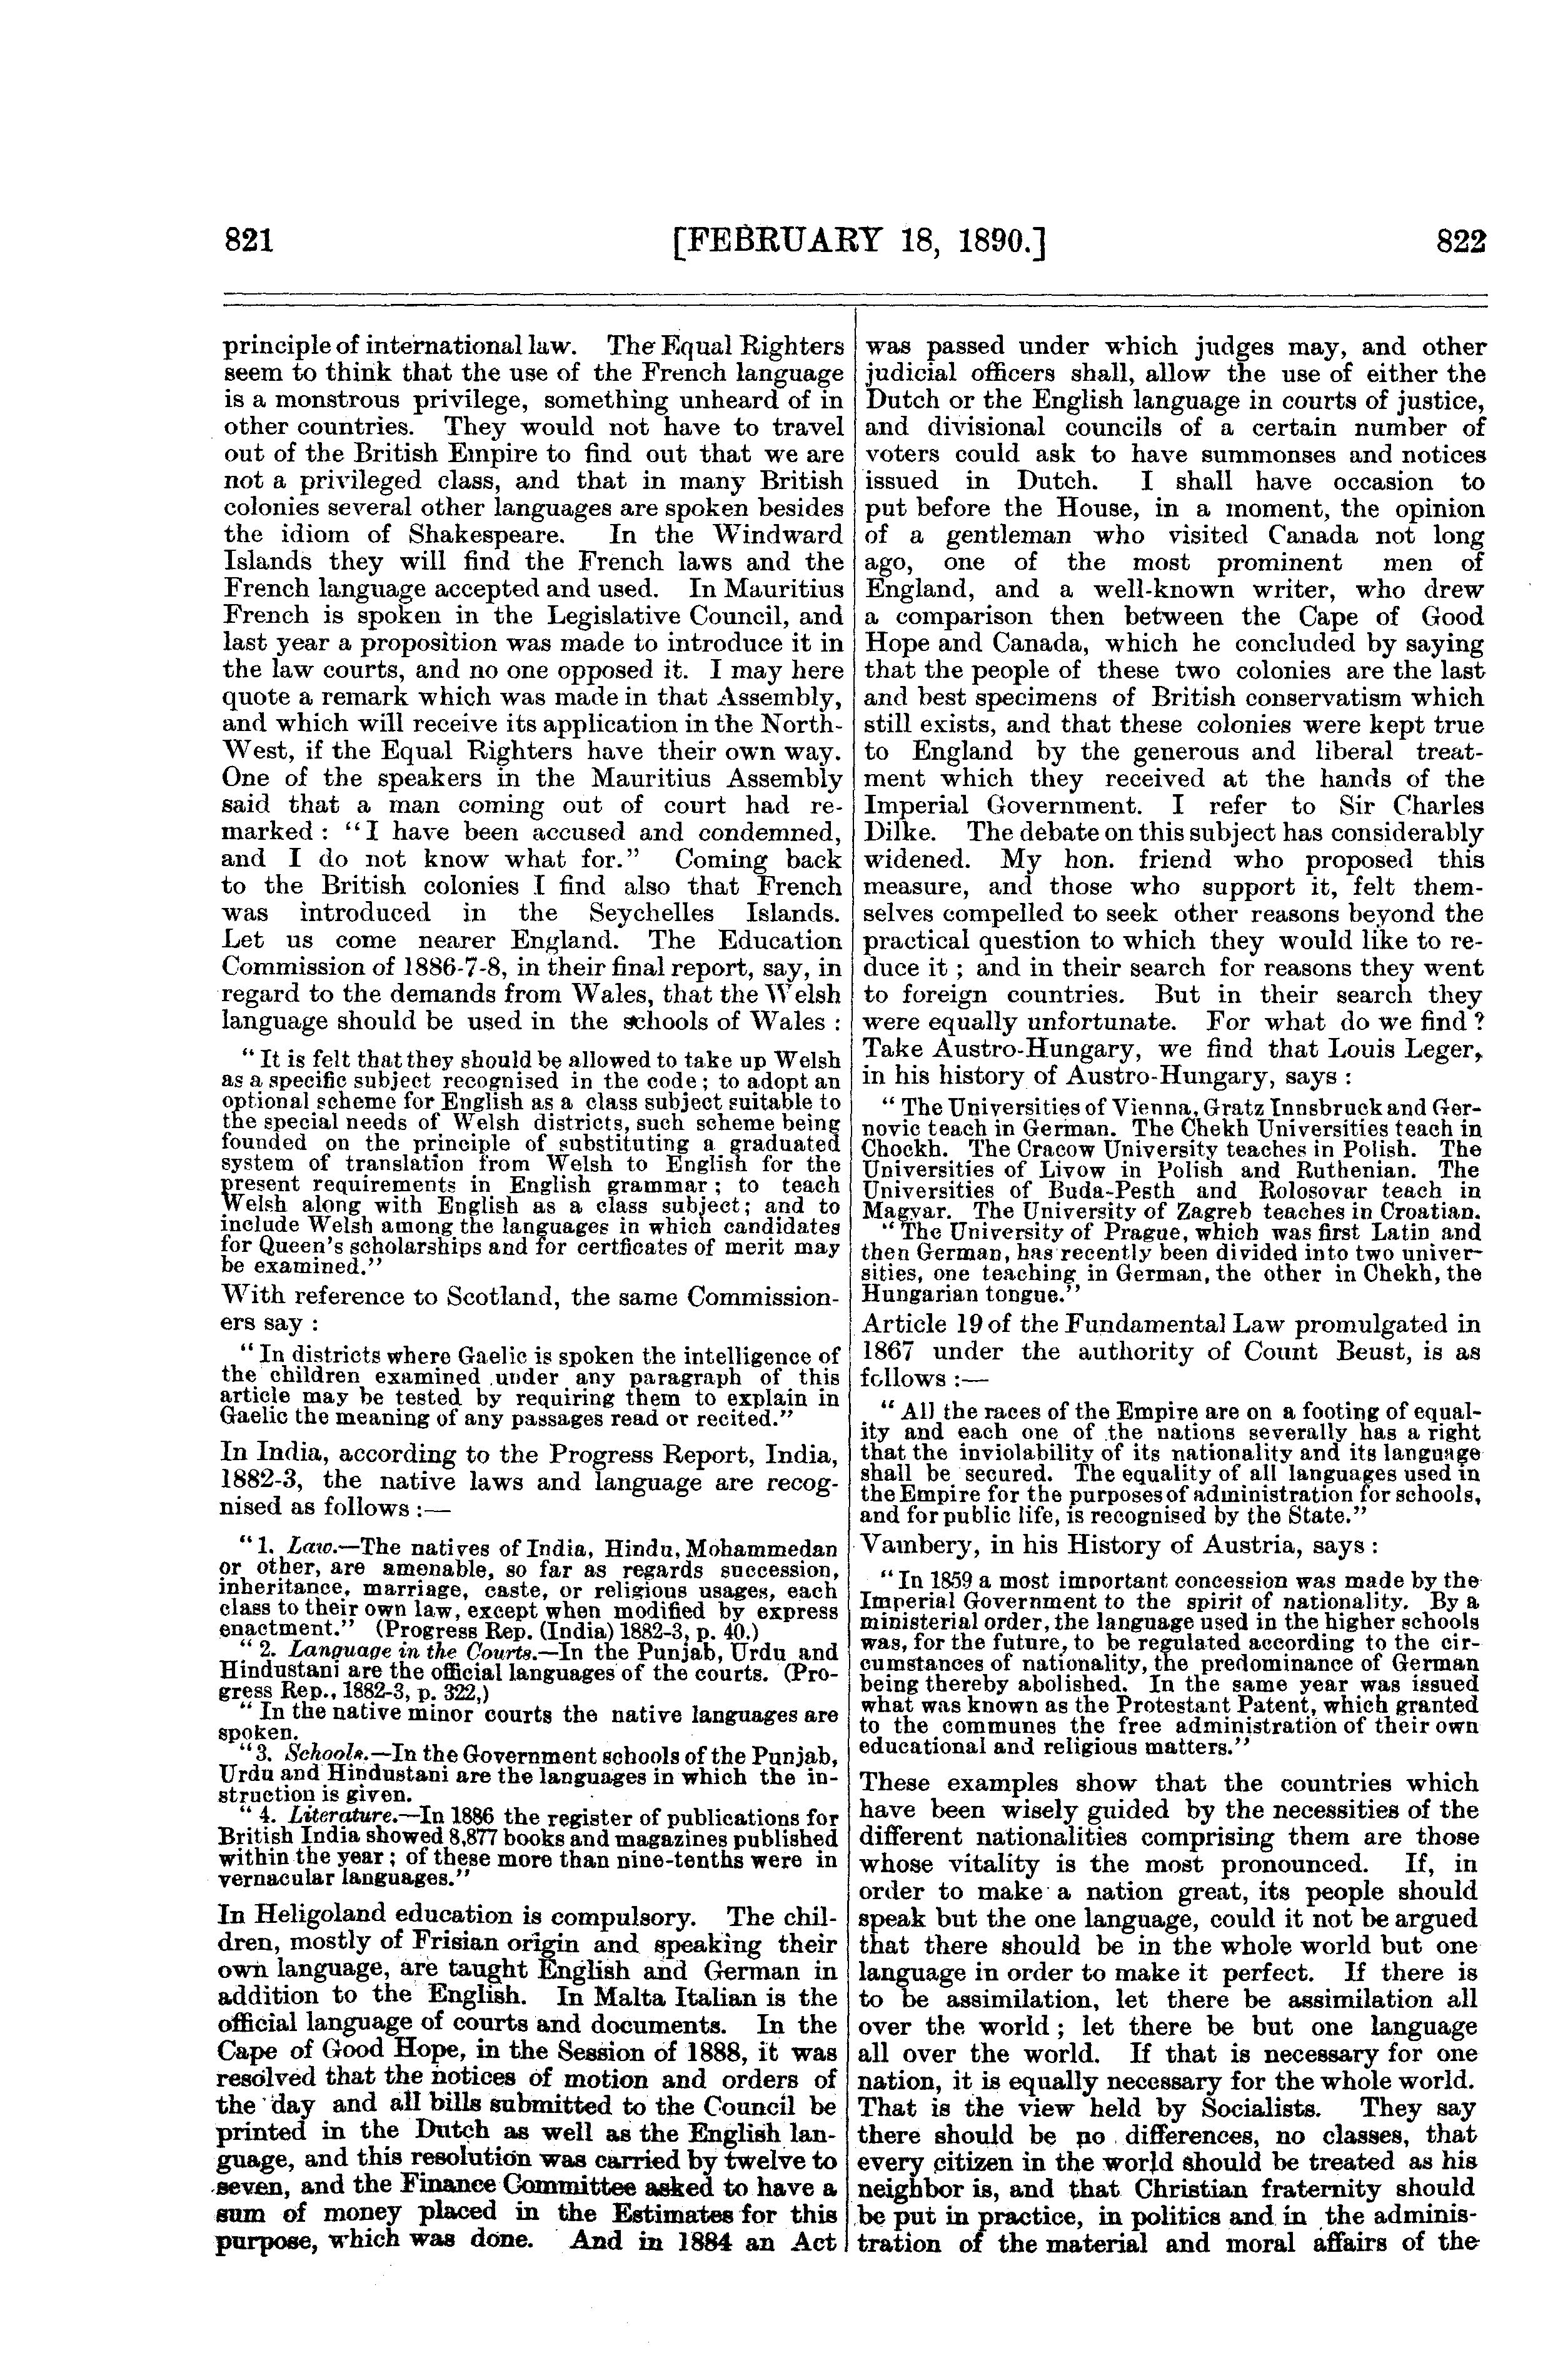 821
[FEBRUARY 18, 1890.]
822
principle of international law. The Equal Righters
seem to think that the use of the French language
is a monstrous privilege, something unheard of in
other countries. They would not have to travel
out of the British Empire to find out that we are
not a privileged class, and that in many British
colonies several other languages are spoken besides
the idiom of Shakespeare. In the Windward
Islands they will find the French laws and the
French language accepted and used. In Mauritius
French is spoken in the Legislative Council, and
last year a proposition was made to introduce it in
the law courts, and no one opposed it. I may here
quote a remark which was made in that Assembly,
and which will receive its application in the North-
West, if the Equal Righters have their own way.
One of the speakers in the Mauritius Assembly
said that a man coming out of court had re-
marked : "I have been accused and condemned,
and I do not know what for." Coming back
to the British colonies I find also that French
was introduced in the Seychelles Islands.
Let us come nearer England. The Education
Commission of 1886-7-8, in their final report, say, in
regard to the demands from Wales, that the Welsh
language should be used in the schools of Wales :
"It is felt that they should be allowed to take up Welsh
as a specific subject recognised in the code ; to adopt an
optional scheme for English as a class subject suitable to
the special needs of Welsh districts, such scheme being
founded on the principle of substituting a graduated
system of translation from Welsh to English for the
present requirements in English grammar ; to teach
Welsh along with English as a class subject; and to
include Welsh among the languages in which candidates
for Queen's scholarships and for certficates of merit may
be examined."
With reference to Scotland, the same Commission-
ers say :
"In districts where Gaelic is spoken the intelligence of
the children examined under any paragraph of this
article may be tested by requiring them to explain in
Gaelic the meaning of any passages read or recited."
In India, according to the Progress Report, India,
1882-3, the native laws and language are recog-
nised as follows :—
"1. Law.—The natives of India, Hindu, Mohammedan
or other, are amenable, so far as regards succession,
inheritance, marriage, caste, or religious usages, each
class to their own law, except when modified by express
enactment." (Progress Rep. (India) 1882-3, p. 40.)
"2. Language in the Courts.—In the Punjab, Urdu and
Hindustani are the official languages of the courts. (Pro-
gress Rep., 1882-3, p. 322,)
"In the native minor courts the native languages are
spoken.
"3. Schools.—In the Government schools of the Punjab,
Urdu and Hindustani are the languages in which the in-
struction is given.
"4. Literature.—In 1886 the register of publications for
British India showed 8,877 books and magazines published
within the year ; of these more than nine-tenths were in
vernacular languages."
In Heligoland education is compulsory. The chil-
dren, mostly of Frisian origin and speaking their
own language, are taught English and German in
addition to the English. In Malta Italian is the
official language of courts and documents. In the
Cape of Good Hope, in the Session of 1888, it was
resolved that the notices of motion and orders of
the day and all bills submitted to the Council be
printed in the Dutch as well as the English lan-
guage, and this resolution was carried by twelve to
seven, and the Finance Committee asked to have a
sum of money placed in the Estimates for this
purpose, which was done. And in 1884 an Act
was passed under which judges may, and other
judicial officers shall, allow the use of either the
Dutch or the English language in courts of justice,
and divisional councils of a certain number of
voters could ask to have summonses and notices
issued in Dutch. I shall have occasion to
put before the House, in a moment, the opinion
of a gentleman who visited Canada not long
ago, one of the most prominent men of
England, and a well-known writer, who drew
a comparison then between the Cape of Good
Hope and Canada, which he concluded by saying
that the people of these two colonies are the last
and best specimens of British conservatism which
still exists, and that these colonies were kept true
to England by the generous and liberal treat-
ment which they received at the hands of the
Imperial Government. I refer to Sir Charles
Dilke. The debate on this subject has considerably
widened. My hon. friend who proposed this
measure, and those who support it, felt them-
selves compelled to seek other reasons beyond the
practical question to which they would like to re-
duce it ; and in their search for reasons they went
to foreign countries. But in their search they
were equally unfortunate. For what do we find ?
Take Austro-Hungary, we find that Louis Leger,
in his history of Austro-Hungary, says :
"The Universities of Vienna, Gratz Innsbruck and Ger-
novic teach in German. The Chekh Universities teach in
Chockh. The Cracow University teaches in Polish. The
Universities of Livow in Polish and Ruthenian. The
Universities of Buda-Pesth and Rolosovar teach in
Magyar. The University of Zagreb teaches in Croatian.
"The University of Prague, which was first Latin and
then German, has recently been divided into two univer-
sities, one teaching in German, the other in Chekh, the
Hungarian tongue."
Article 19 of the Fundamental Law promulgated in
1867 under the authority of Count Beust, is as
follows :—
"All the races of the Empire are on a footing of equal-
ity and each one of the nations severally has a right
that the inviolability of its nationality and its language
shall be secured. The equality of all languages used in
the Empire for the purposes of administration for schools,
and for public life, is recognised by the State."
Vambery, in his History of Austria, says :
"In 1859 a most important concession was made by the
Imperial Government to the spirit of nationality. By a
ministerial order, the language used in the higher schools
was, for the future, to be regulated according to the cir-
cumstances of nationality, the predominance of German
being thereby abolished. In the same year was issued
what was known as the Protestant Patent, which granted
to the communes the free administration of their own
educational and religious matters."
These examples show that the countries which
have been wisely guided by the necessities of the
different nationalities comprising them are those
whose vitality is the most pronounced. If, in
order to make a nation great, its people should
speak but the one language, could it not be argued
that there should be in the whole world but one
language in order to make it perfect. If there is
to be assimilation, let there be assimilation all
over the world ; let there be but one language
all over the world. If that is necessary for one
nation, it is equally necessary for the whole world.
That is the view held by Socialists. They say
there should be no differences, no classes, that
every citizen in the world should be treated as his
neighbor is, and that Christian fraternity should
be put in practice, in politics and in the adminis-
tration of the material and moral affairs of the